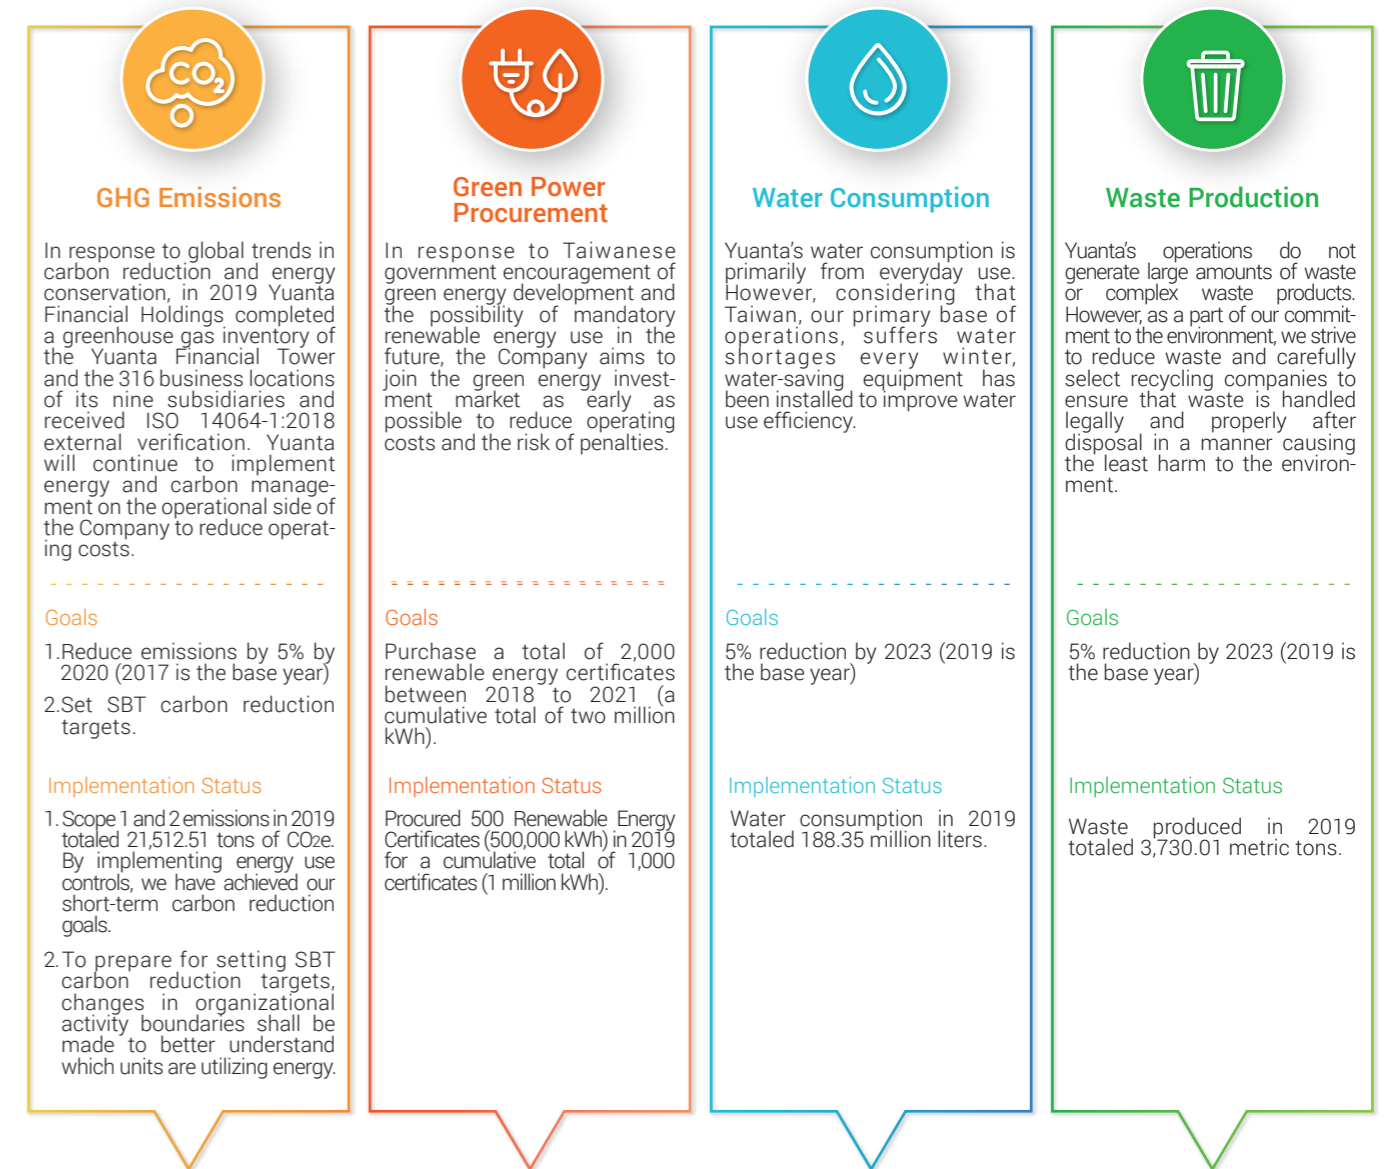 CO2
GHG Emissions
In response to global trends in
carbon reduction and energy
conservation, in 2019 Yuanta
Financial Holdings completed
a greenhouse gas inventory of
the Yuanta Financial Tower
and the 316 business locations
of its nine subsidiaries and
received ISO 14064-1:2018
external verification. Yuanta
will continue to implement
energy and carbon manage-
ment on the operational side of
the Company to reduce operat-
ing costs.
Goals
1.Reduce emissions by 5% by
2020 (2017 is the base year)
2.Set SBT carbon reduction
targets.
Implementation Status
1. Scope 1 and 2 emissions in 2019
totaled 21,512.51 tons of CO2e.
By implementing energy use
controls, we have achieved our
short-term carbon reduction
goals.
2. To prepare for setting SBT
carbon reduction targets,
changes in organizational
activity boundaries shall be
made to better understand
which units are utilizing energy.
Green Power
Procurement
In response to Taiwanese
government encouragement of
green energy development and
the possibility of mandatory
renewable energy use in the
future, the Company aims to
join the green energy invest-
ment market as early as
possible to reduce operating
costs and the risk of penalties.
Goals
Purchase a total of 2,000
renewable energy certificates
between 2018 to 2021 (a
cumulative total of two million
kWh).
Implementation Status
Procured 500 Renewable Energy
Certificates (500,000 kWh) in 2019
for a cumulative total of 1,000
certificates (1 million kWh).
Water Consumption
Yuanta's water consumption is
primarily from everyday use.
However, considering that
Taiwan, our primary base of
operations, suffers water
shortages every winter,
water-saving equipment has
been installed to improve water
use efficiency.
Goals
5% reduction by 2023 (2019 is
the base year)
Implementation Status
Water consumption in 2019
totaled 188.35 million liters.
Waste Production
Yuanta's operations do not
generate large amounts of waste
or complex waste products.
However, as a part of our commit-
ment to the environment, we strive
to reduce waste and carefully
select recycling companies to
ensure that waste is handled
legally and properly after
disposal in a manner causing
the least harm to the environ-
ment.
Goals
5% reduction by 2023 (2019 is
the base year)
Implementation Status
Waste produced in 2019
totaled 3,730.01 metric tons.